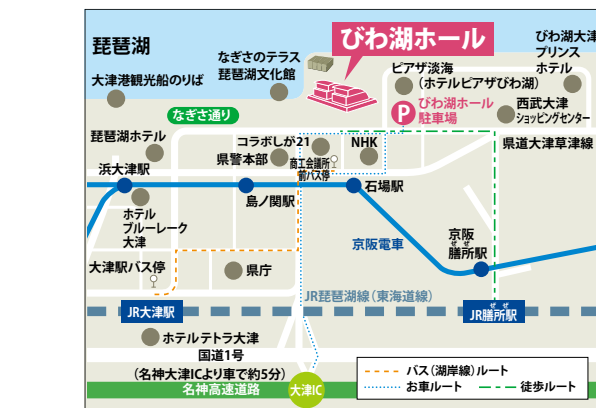 琵琶湖
びわ湖ホール
びわ湖大津
プリンス
ホテル
なぎさのテラス
琵琶湖文化館
大津港観光船のりば
ピアザ淡海
(ホテルピアザびわ湖)
なぎさ通り
P
びわ湖ホール
駐車場
西武大津
ショッピングセンター
琵琶湖ホテル
コラボしが21
NHK
県道大津草津線
県警本部
商工会議所
前バス停
浜大津駅
石場駅
島ノ関駅
ホテル
ブルーレーク
大津
京阪電車
京阪
ぜぜ
膳所駅
大津駅バス停
県庁
JR琵琶湖線(東海道線)
JR大津駅
ぜぜ
JR膳所駅
ホテルテトラ大津
国道1号
(名神大津ICより車で約5分)
名神高速道路
大津IC
バス(湖岸線)ルート
お車ルート
徒歩ルート